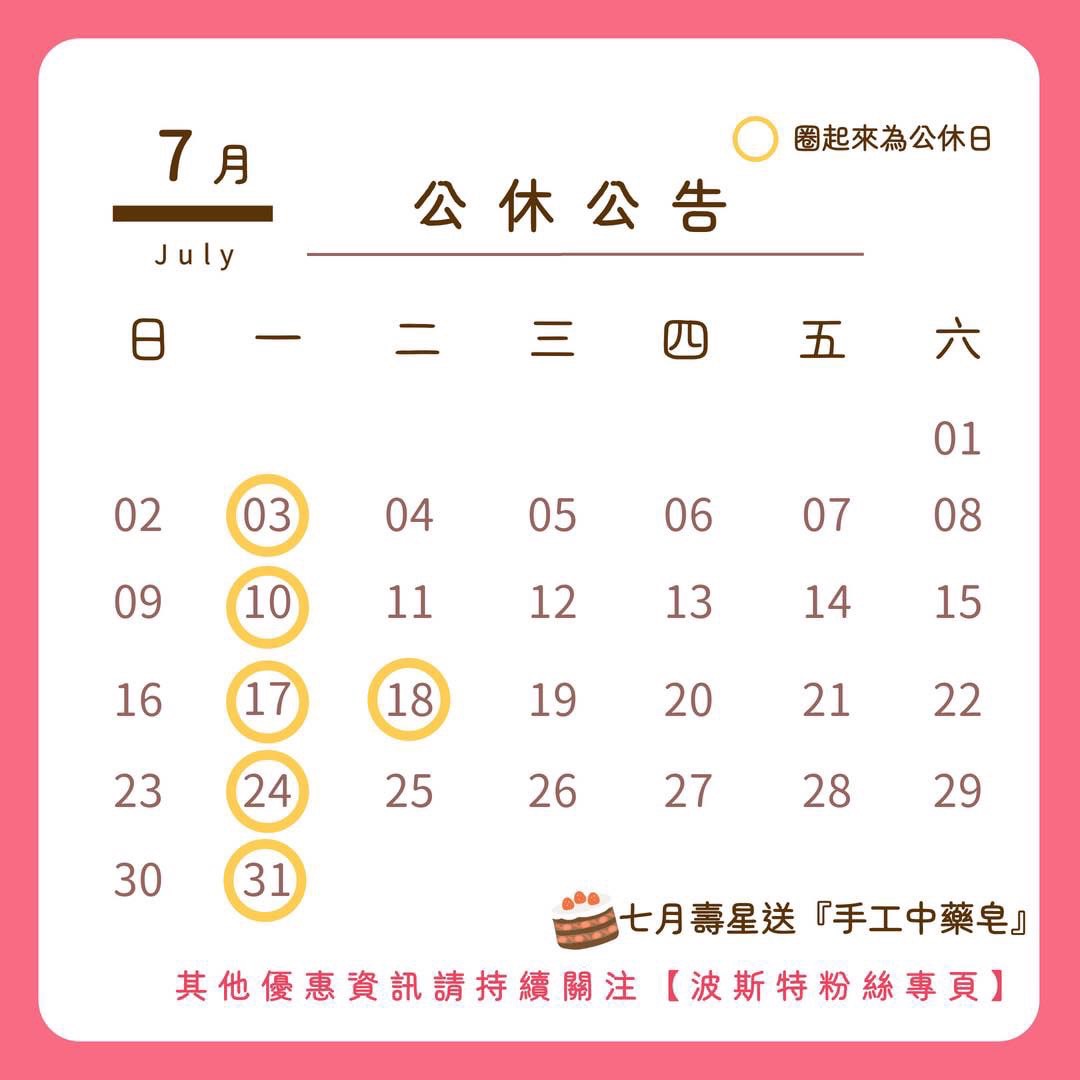 7月
July
圈起來為公休日
公休公告
日 一 二 三 四 五 六
01
02 03 04 05 06 07 08
09 10 11 12 13 14 15
16 17 18 19 20 21 22
23 24 25 26 27 28 29
30 31
七月壽星送『手工中藥皂』
其他優惠資訊請持續關注【波斯特粉絲專頁】